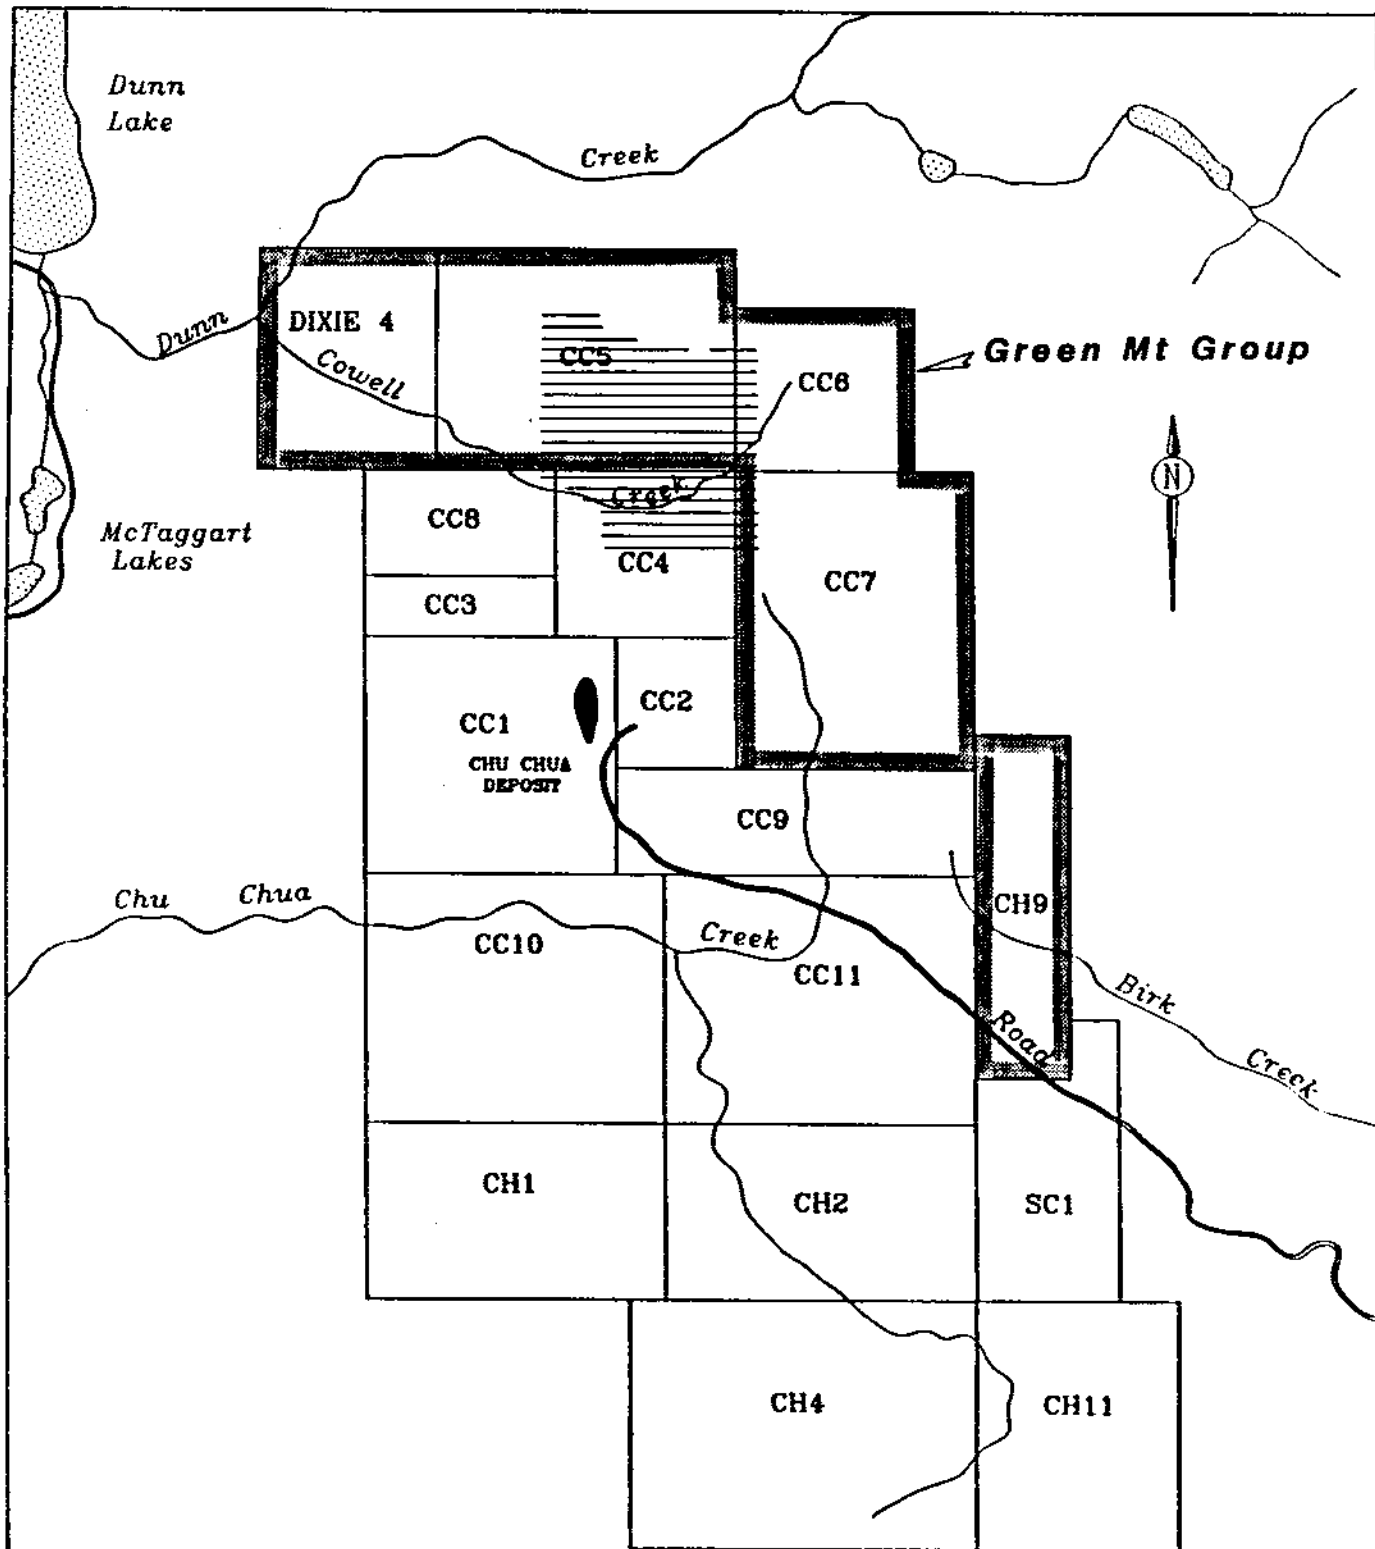 Dunn
Lake
Creek
Dunn
DIXIE 4
Cowell
CC5
CC6
Green Mt Group
N
McTaggart
Lakes
CC8
Creek
CC4
CC3
CC7
CC1
CC2
CHU CHUA
DEPOSIT
CC9
Chu Chua
Creek
CC10
CC11
CH9
Birk
Creek
Road
CH1
CH2
SC1
CH4
CH11